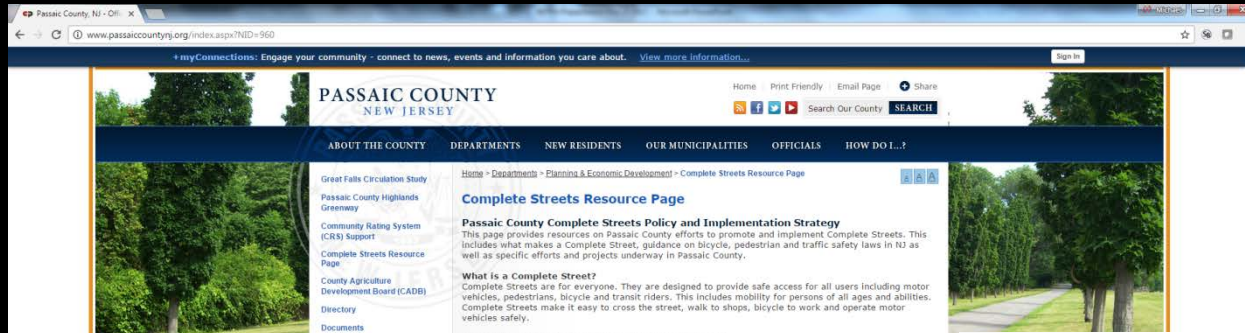 Passaic County, NJ - Offi
Michael
www.passaiccountynj.org/index.aspx?NID=960
+myConnections: Engage your community - connect to news, events and information you care about. View more information...
Sign In
PASSAIC COUNTY
NEW JERSEY
Home Print Friendly Email Page Share
Search Our County SEARCH
ABOUT THE COUNTY DEPARTMENTS NEW RESIDENTS OUR MUNICIPALITIES OFFICIALS HOW DO I...?
Great Falls Circulation Study
Passaic County Highlands
Greenway
Community Rating System
(CRS) Support
Complete Streets Resource
Page
County Agriculture
Development Board (CADB)
Directory
Documents
Home > Departments > Planning & Economic Development > Complete Streets Resource Page
A A A
Complete Streets Resource Page
Passaic County Complete Streets Policy and Implementation Strategy
This page provides resources on Passaic County efforts to promote and implement Complete Streets. This
includes what makes a Complete Street, guidance on bicycle, pedestrian and traffic safety laws in NJ as
well as specific efforts and projects underway in Passaic County.
What is a Complete Street?
Complete Streets are for everyone. They are designed to provide safe access for all users including motor
vehicles, pedestrians, bicycle and transit riders. This includes mobility for persons of all ages and abilities.
Complete Streets make it easy to cross the street, walk to shops, bicycle to work and operate motor
vehicles safely.